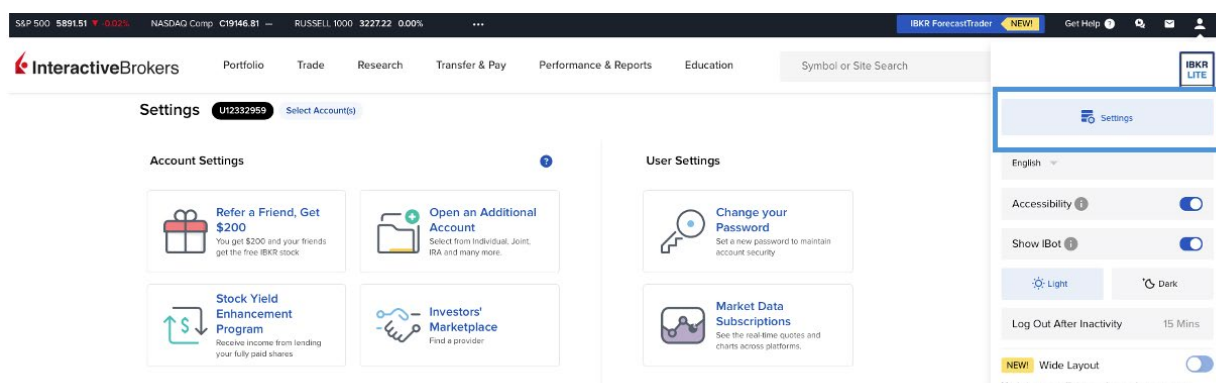 S&P 500 5891.51 ▼ -0.02% NASDAQ Comp C19146.81 — RUSSELL 1000 3227.22 0.00% ••• IBKR ForecastTrader NEW! Get Help ?
InteractiveBrokers Portfolio Trade Research Transfer & Pay Performance & Reports Education Symbol or Site Search IBKR LITE
Settings U12332959 Select Account(s)
Settings
Account Settings ?
User Settings
Refer a Friend, Get
$200
You get $200 and your friends
get the free IBKR stock
Open an Additional
Account
Select from Individual, Joint,
IRA and many more.
Change your
Password
Set a new password to maintain
account security
Stock Yield
Enhancement
Program
Receive income from lending
your fully paid shares
Investors'
Marketplace
Find a provider
Market Data
Subscriptions
See the real-time quotes and
charts across platforms.
English
Accessibility i
Show IBot i
Light Dark
Log Out After Inactivity 15 Mins
NEW! Wide Layout